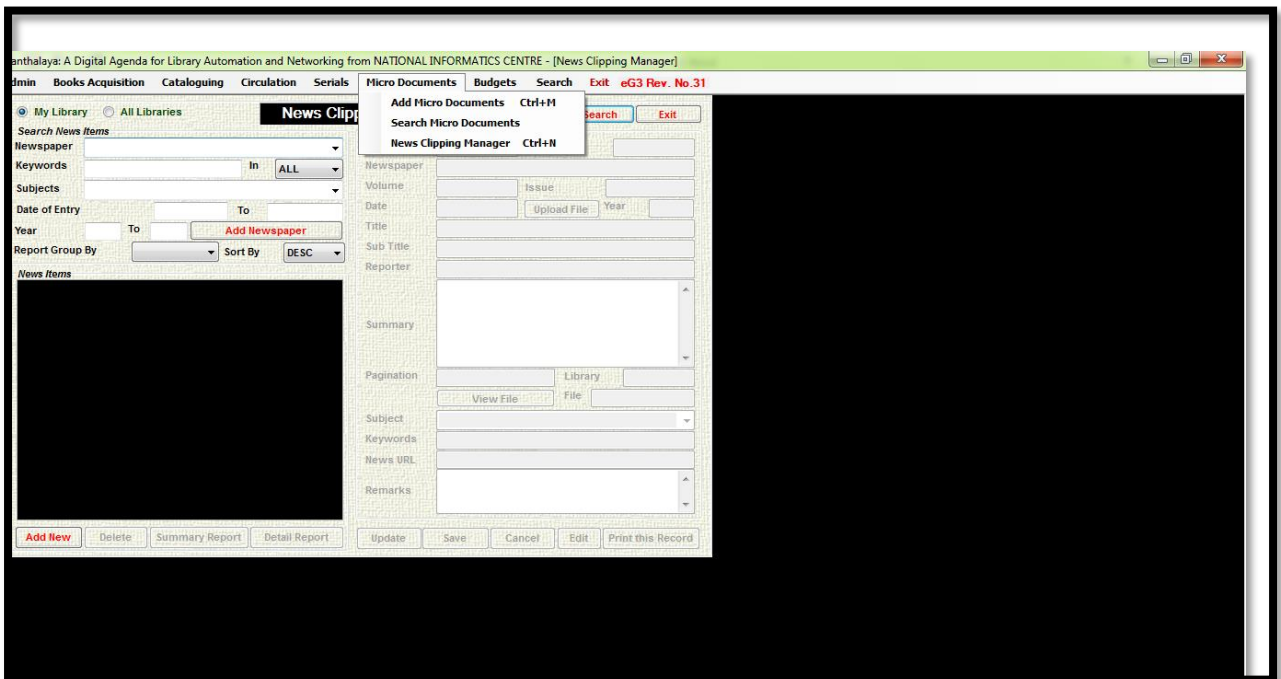 anthalaya: A Digital Agenda for Library Automation and Networking from NATIONAL INFORMATICS CENTRE - [News Clipping Manager]
dmin Books Acquisition Cataloguing Circulation Serials Micro Documents Budgets Search Exit eG3 Rev. No.31
Add Micro Documents Ctrl+M
Search Micro Documents
News Clipping Manager Ctrl+N
My Library All Libraries News Clipp Search Exit
Search News Items
Newspaper
Keywords In ALL
Subjects
Date of Entry To
Year To Add Newspaper
Report Group By Sort By DESC
News Items
Add New Delete Summary Report Detail Report
Newspaper
Volume Issue
Date Upload File Year
Title
Sub Title
Reporter
Summary
Pagination Library
View File File
Subject
Keywords
News URL
Remarks
Update Save Cancel Edit Print this Record